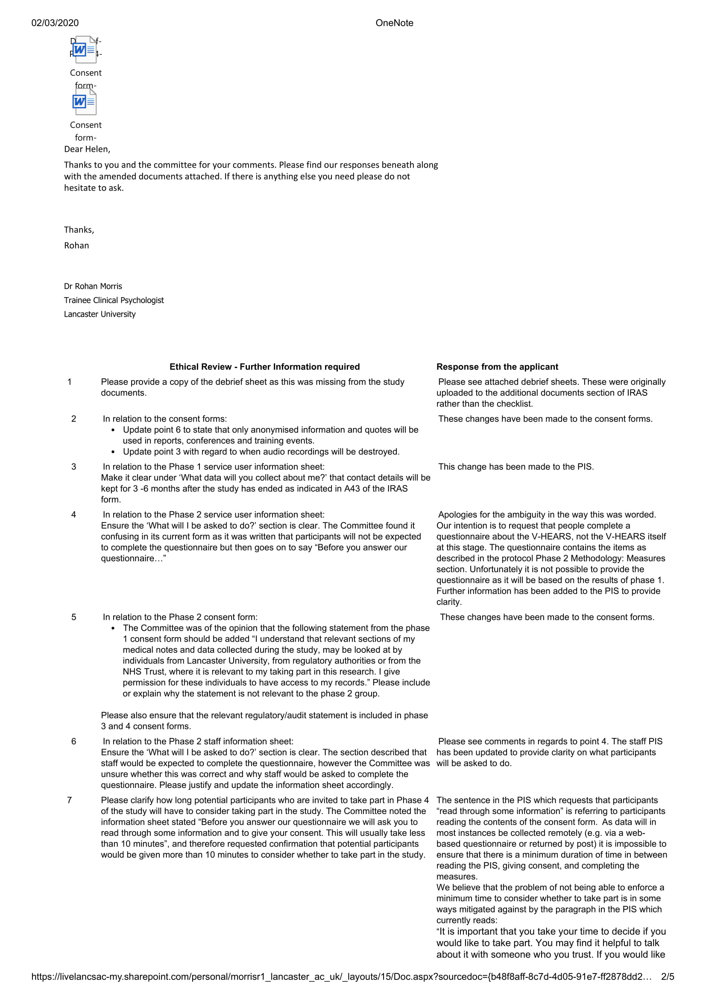 02/03/2020 OneNote
Consent
form-
Consent
form-
Dear Helen,
Thanks to you and the committee for your comments. Please find our responses beneath along
with the amended documents attached. If there is anything else you need please do not
hesitate to ask.
Thanks,
Rohan
Dr Rohan Morris
Trainee Clinical Psychologist
Lancaster University
Ethical Review - Further Information required
Response from the applicant
1
Please provide a copy of the debrief sheet as this was missing from the study
documents.
Please see attached debrief sheets. These were originally
uploaded to the additional documents section of IRAS
rather than the checklist.
2
In relation to the consent forms:
• Update point 6 to state that only anonymised information and quotes will be
used in reports, conferences and training events.
• Update point 3 with regard to when audio recordings will be destroyed.
These changes have been made to the consent forms.
3
In relation to the Phase 1 service user information sheet:
Make it clear under ‘What data will you collect about me?’ that contact details will be
kept for 3 -6 months after the study has ended as indicated in A43 of the IRAS
form.
This change has been made to the PIS.
4
In relation to the Phase 2 service user information sheet:
Ensure the ‘What will I be asked to do?’ section is clear. The Committee found it
confusing in its current form as it was written that participants will not be expected
to complete the questionnaire but then goes on to say “Before you answer our
questionnaire…”
Apologies for the ambiguity in the way this was worded.
Our intention is to request that people complete a
questionnaire about the V-HEARS, not the V-HEARS itself
at this stage. The questionnaire contains the items as
described in the protocol Phase 2 Methodology: Measures
section. Unfortunately it is not possible to provide the
questionnaire as it will be based on the results of phase 1.
Further information has been added to the PIS to provide
clarity.
5
In relation to the Phase 2 consent form:
• The Committee was of the opinion that the following statement from the phase
1 consent form should be added “I understand that relevant sections of my
medical notes and data collected during the study, may be looked at by
individuals from Lancaster University, from regulatory authorities or from the
NHS Trust, where it is relevant to my taking part in this research. I give
permission for these individuals to have access to my records.” Please include
or explain why the statement is not relevant to the phase 2 group.
Please also ensure that the relevant regulatory/audit statement is included in phase
3 and 4 consent forms.
These changes have been made to the consent forms.
6
In relation to the Phase 2 staff information sheet:
Ensure the ‘What will I be asked to do?’ section is clear. The section described that
staff would be expected to complete the questionnaire, however the Committee was
unsure whether this was correct and why staff would be asked to complete the
questionnaire. Please justify and update the information sheet accordingly.
Please see comments in regards to point 4. The staff PIS
has been updated to provide clarity on what participants
will be asked to do.
7
Please clarify how long potential participants who are invited to take part in Phase 4
of the study will have to consider taking part in the study. The Committee noted the
information sheet stated “Before you answer our questionnaire we will ask you to
read through some information and to give your consent. This will usually take less
than 10 minutes”, and therefore requested confirmation that potential participants
would be given more than 10 minutes to consider whether to take part in the study.
The sentence in the PIS which requests that participants
“read through some information” is referring to participants
reading the contents of the consent form. As data will in
most instances be collected remotely (e.g. via a web-
based questionnaire or returned by post) it is impossible to
ensure that there is a minimum duration of time in between
reading the PIS, giving consent, and completing the
measures.
We believe that the problem of not being able to enforce a
minimum time to consider whether to take part is in some
ways mitigated against by the paragraph in the PIS which
currently reads:
“It is important that you take your time to decide if you
would like to take part. You may find it helpful to talk
about it with someone who you trust. If you would like
https://livelancsac-my.sharepoint.com/personal/morrisr1_lancaster_ac_uk/_layouts/15/Doc.aspx?sourcedoc={b48f8aff-8c7d-4d05-91e7-ff2878dd2… 2/5